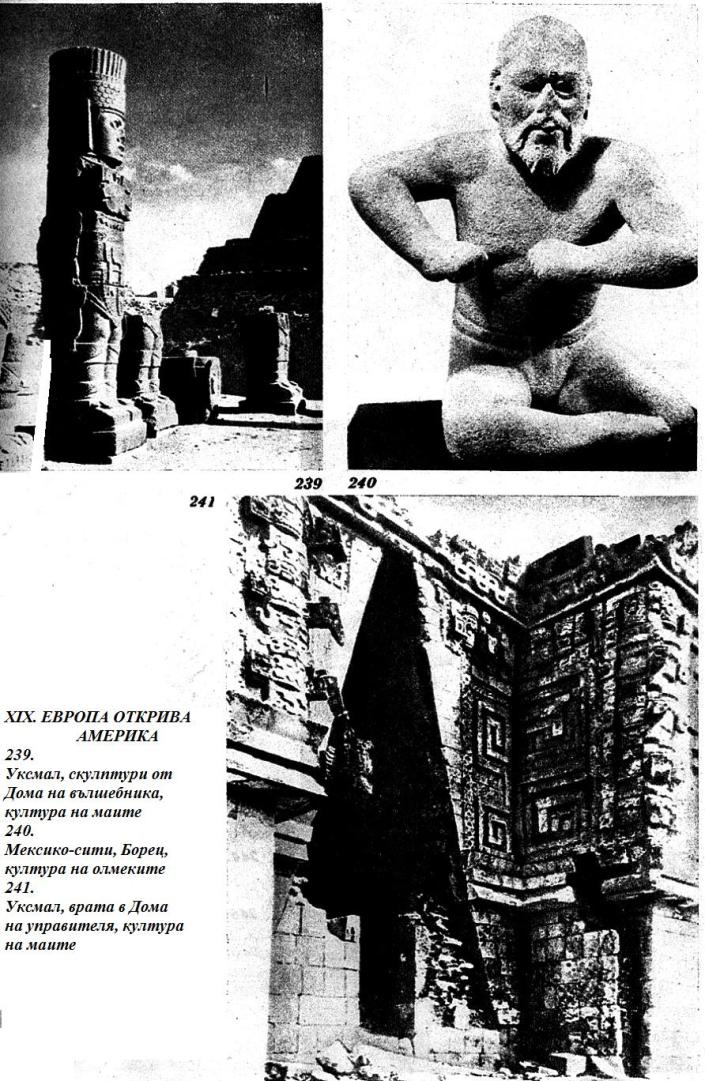 239 240
241
XIX. ЕВРОПА ОТКРИВА
АМЕРИКА
239.
Уксмал, скулптури от
Дома на вълшебника,
култура на маите
240.
Мексико-сити, Борец,
култура на олмеките
241.
Уксмал, врата в Дома
на управителя, култура
на маите